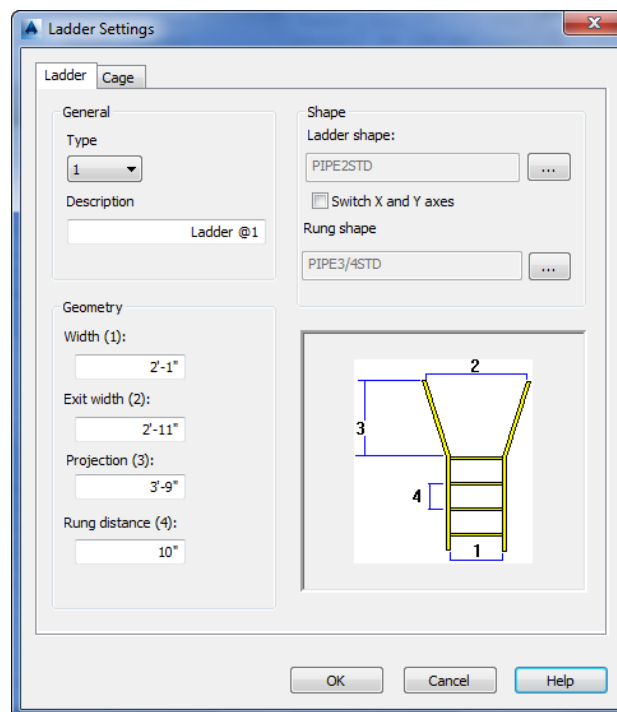 Ladder Settings
Ladder
Cage
General
Type
1
Description
Ladder @1
Shape
Ladder shape:
PIPE2STD
...
Switch X and Y axes
Rung shape
PIPE3/4STD
...
Geometry
Width (1):
2'-1"
Exit width (2):
2'-11"
Projection (3):
3'-9"
Rung distance (4):
10"
2
3
4
1
OK
Cancel
Help